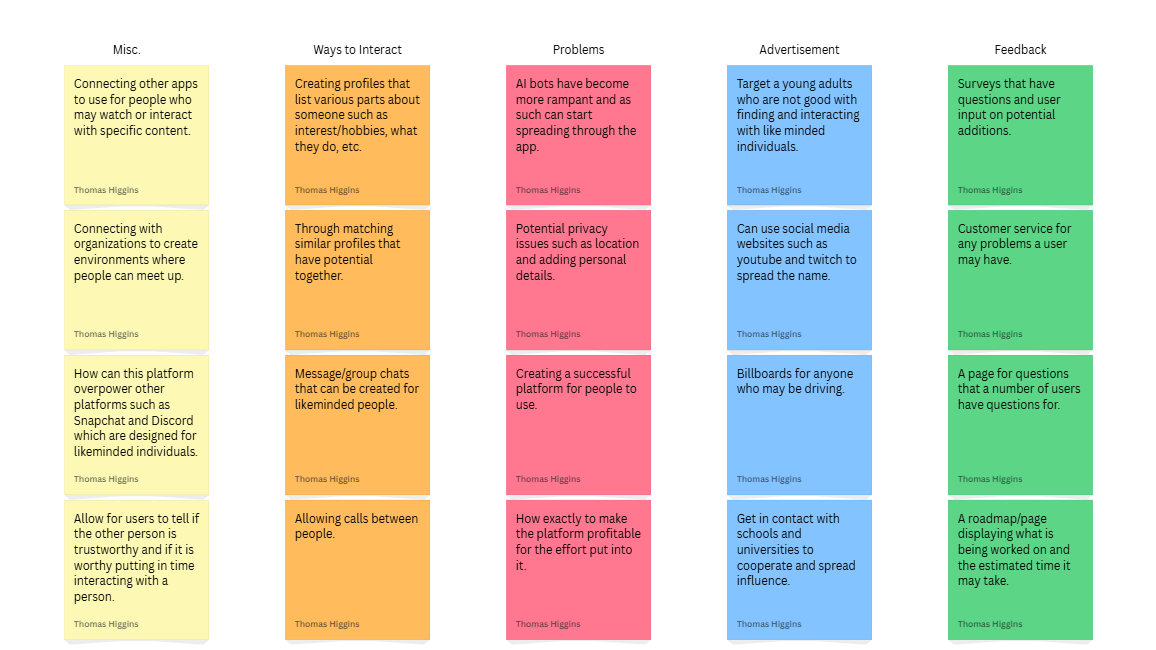 Misc.
Connecting other apps
to use for people who
may watch or interact
with specific content.
Thomas Higgins
Connecting with
organizations to create
environments where
people can meet up.
Thomas Higgins
How can this platform
overpower other
platforms such as
Snapchat and Discord
which are designed for
likeminded individuals.
Thomas Higgins
Allow for users to tell if
the other person is
trustworthy and if it is
worthy putting in time
interacting with a
person.
Thomas Higgins
Ways to Interact
Creating profiles that
list various parts about
someone such as
interest/hobbies, what
they do, etc.
Thomas Higgins
Through matching
similar profiles that
have potential
together.
Thomas Higgins
Message/group chats
that can be created for
likeminded people.
Thomas Higgins
Allowing calls between
people.
Thomas Higgins
Problems
AI bots have become
more rampant and as
such can start
spreading through the
app.
Thomas Higgins
Potential privacy
issues such as location
and adding personal
details.
Thomas Higgins
Creating a successful
platform for people to
use.
Thomas Higgins
How exactly to make
the platform profitable
for the effort put into
it.
Thomas Higgins
Advertisement
Target a young adults
who are not good with
finding and interacting
with like minded
individuals.
Thomas Higgins
Can use social media
websites such as
youtube and twitch to
spread the name.
Thomas Higgins
Billboards for anyone
who may be driving.
Thomas Higgins
Get in contact with
schools and
universities to
cooperate and spread
influence.
Thomas Higgins
Feedback
Surveys that have
questions and user
input on potential
additions.
Thomas Higgins
Customer service for
any problems a user
may have.
Thomas Higgins
A page for questions
that a number of users
have questions for.
Thomas Higgins
A roadmap/page
displaying what is
being worked on and
the estimated time it
may take.
Thomas Higgins